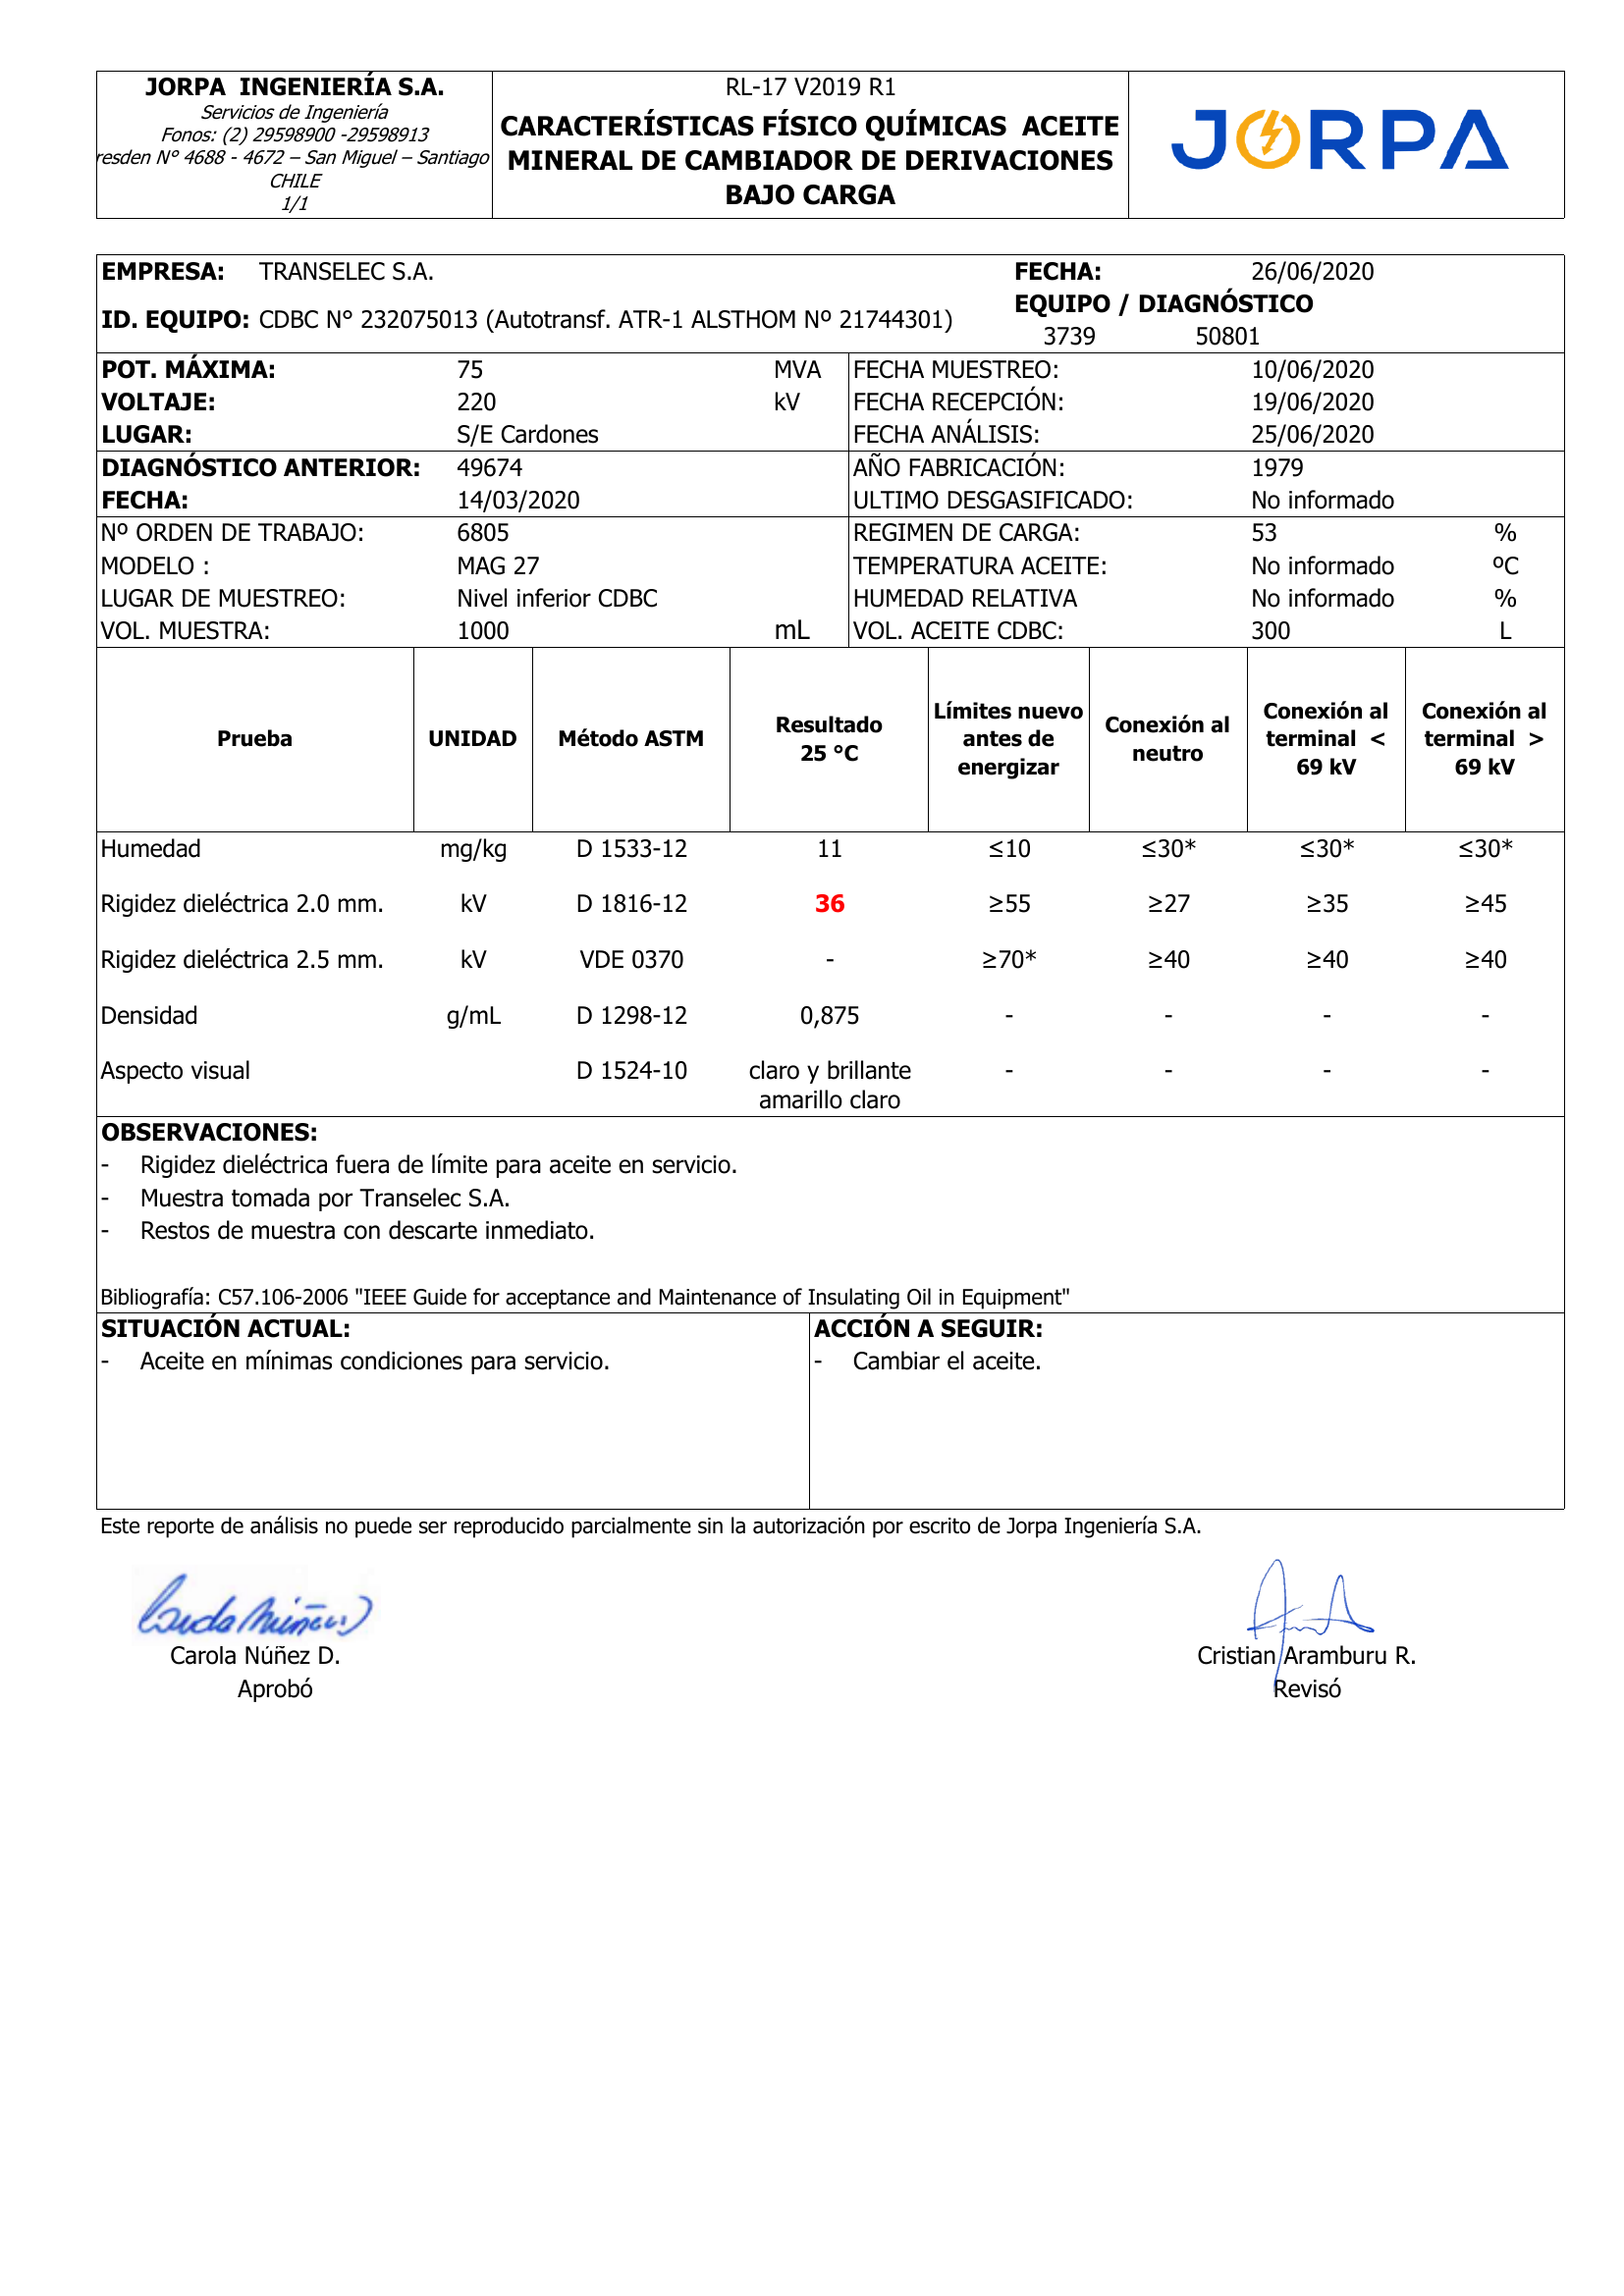 JORPA INGENIERÍA S.A.
Servicios de Ingeniería
Fonos: (2) 29598900 -29598913
resden N° 4688 - 4672 – San Miguel – Santiago
CHILE
1/1
RL-17 V2019 R1
CARACTERÍSTICAS FÍSICO QUÍMICAS ACEITE
MINERAL DE CAMBIADOR DE DERIVACIONES
BAJO CARGA
JORPA
EMPRESA: TRANSELEC S.A. FECHA: 26/06/2020
ID. EQUIPO: CDBC N° 232075013 (Autotransf. ATR-1 ALSTHOM Nº 21744301) EQUIPO / DIAGNÓSTICO
3739 50801
POT. MÁXIMA: 75 MVA FECHA MUESTREO: 10/06/2020
VOLTAJE: 220 kV FECHA RECEPCIÓN: 19/06/2020
LUGAR: S/E Cardones FECHA ANÁLISIS: 25/06/2020
DIAGNÓSTICO ANTERIOR: 49674 AÑO FABRICACIÓN: 1979
FECHA: 14/03/2020 ULTIMO DESGASIFICADO: No informado
Nº ORDEN DE TRABAJO: 6805 REGIMEN DE CARGA: 53 %
MODELO : MAG 27 TEMPERATURA ACEITE: No informado ºC
LUGAR DE MUESTREO: Nivel inferior CDBC HUMEDAD RELATIVA No informado %
VOL. MUESTRA: 1000 mL VOL. ACEITE CDBC: 300 L
Prueba UNIDAD Método ASTM Resultado 25 °C Límites nuevo antes de energizar Conexión al neutro Conexión al terminal < 69 kV Conexión al terminal > 69 kV
Humedad mg/kg D 1533-12 11 ≤10 ≤30* ≤30* ≤30*
Rigidez dieléctrica 2.0 mm. kV D 1816-12 36 ≥55 ≥27 ≥35 ≥45
Rigidez dieléctrica 2.5 mm. kV VDE 0370 - ≥70* ≥40 ≥40 ≥40
Densidad g/mL D 1298-12 0,875 - - - -
Aspecto visual D 1524-10 claro y brillante - - - -
amarillo claro
OBSERVACIONES:
- Rigidez dieléctrica fuera de límite para aceite en servicio.
- Muestra tomada por Transelec S.A.
- Restos de muestra con descarte inmediato.
Bibliografía: C57.106-2006 "IEEE Guide for acceptance and Maintenance of Insulating Oil in Equipment"
SITUACIÓN ACTUAL: ACCIÓN A SEGUIR:
- Aceite en mínimas condiciones para servicio. - Cambiar el aceite.
Este reporte de análisis no puede ser reproducido parcialmente sin la autorización por escrito de Jorpa Ingeniería S.A.
Carola Núñez D. Cristian Aramburu R.
Aprobó Revisó